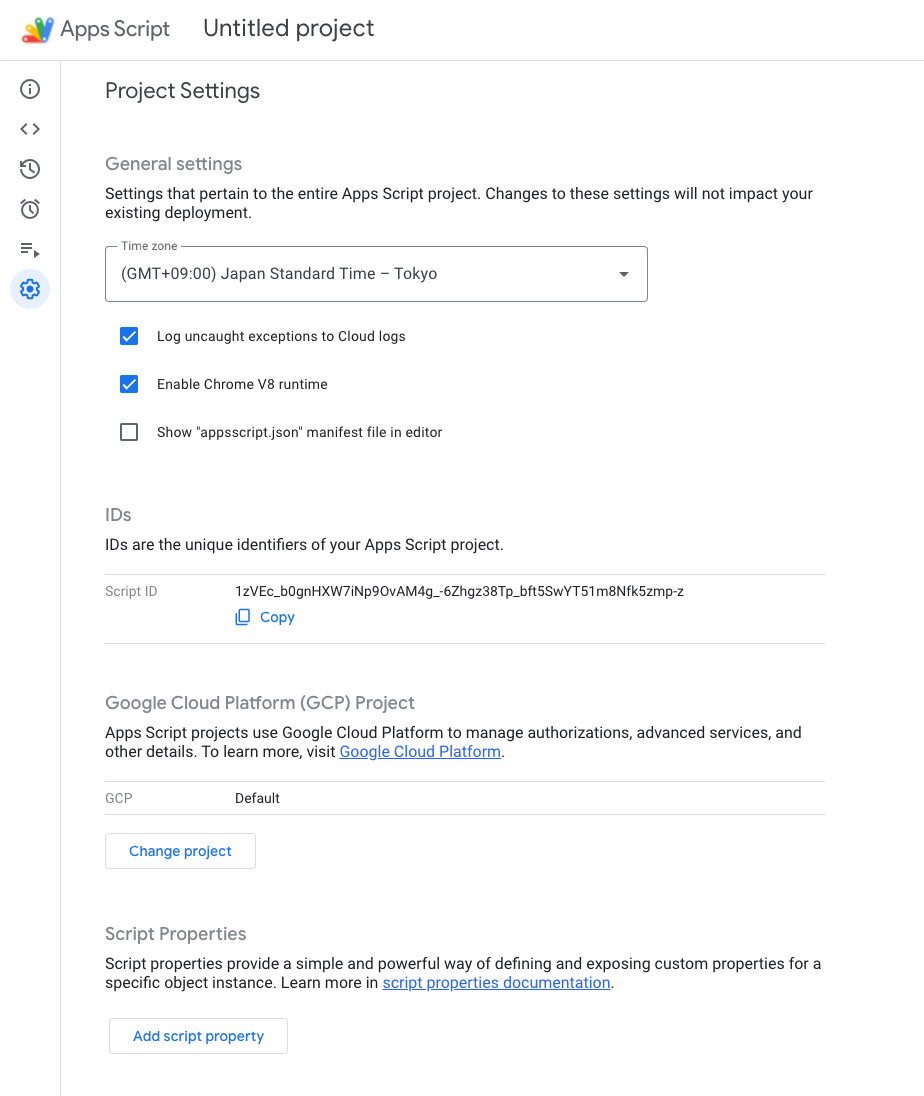 Apps Script Untitled project
Project Settings
General settings
Settings that pertain to the entire Apps Script project. Changes to these settings will not impact your
existing deployment.
Time zone
(GMT+09:00) Japan Standard Time – Tokyo
Log uncaught exceptions to Cloud logs
Enable Chrome V8 runtime
Show "appsscript.json" manifest file in editor
IDs
IDs are the unique identifiers of your Apps Script project.
Script ID 1zVEc_b0gnHXW7iNp9OvAM4g_-6Zhgz38Tp_bft5SwYT51m8Nfk5zmp-z
Copy
Google Cloud Platform (GCP) Project
Apps Script projects use Google Cloud Platform to manage authorizations, advanced services, and
other details. To learn more, visit Google Cloud Platform.
GCP Default
Change project
Script Properties
Script properties provide a simple and powerful way of defining and exposing custom properties for a
specific object instance. Learn more in script properties documentation.
Add script property